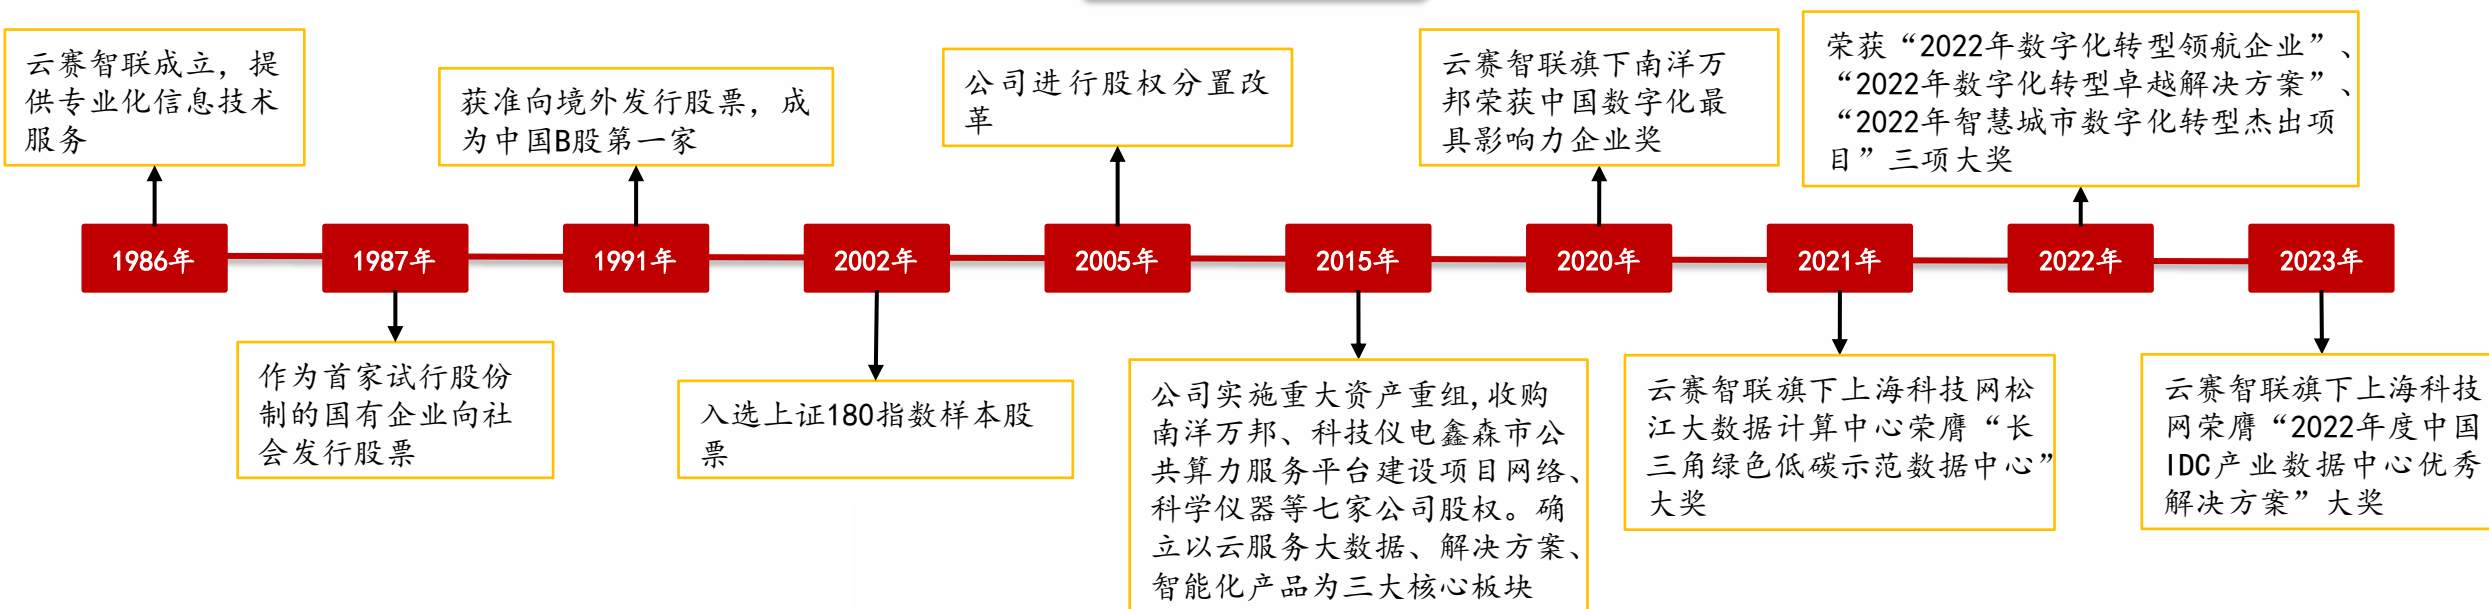 云赛智联成立，提
供专业化信息技术
服务
获准向境外发行股票，成
为中国B股第一家
公司进行股权分置改
革
云赛智联旗下南洋万
邦荣获中国数字化最
具影响力企业奖
荣获“2022年数字化转型领航企业”、
“2022年数字化转型卓越解决方案”、
“2022年智慧城市数字化转型杰出项
目”三项大奖
1986年
1987年
1991年
2002年
2005年
2015年
2020年
2021年
2022年
2023年
作为首家试行股份
制的国有企业向社
会发行股票
入选上证180指数样本股
票
公司实施重大资产重组,收购
南洋万邦、科技仪电鑫森市公
共算力服务平台建设项目网络、
科学仪器等七家公司股权。确
立以云服务大数据、解决方案、
智能化产品为三大核心板块
云赛智联旗下上海科技网松
江大数据计算中心荣膺“长
三角绿色低碳示范数据中心”
大奖
云赛智联旗下上海科技
网荣膺“2022年度中国
IDC产业数据中心优秀
解决方案”大奖